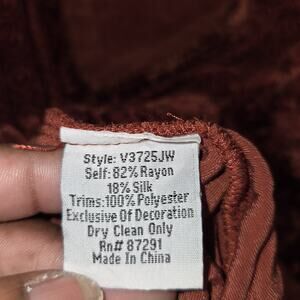 Style: V3725JW
Self: 82% Rayon
18% Silk
Trims: 100% Polyester
Exclusive Of Decoration
Dry Clean Only
Rn# 87291
Made In China